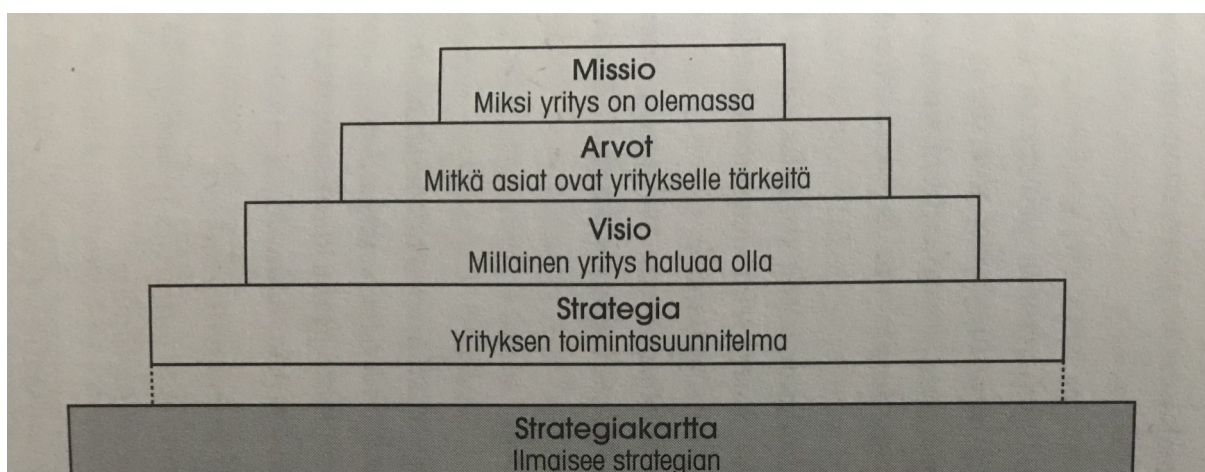 Missio
Miksi yritys on olemassa
Arvot
Mitkä asiat ovat yritykselle tärkeitä
Visio
Millainen yritys haluaa olla
Strategia
Yrityksen toimintasuunnitelma
Strategiakartta
Ilmaisee strategian